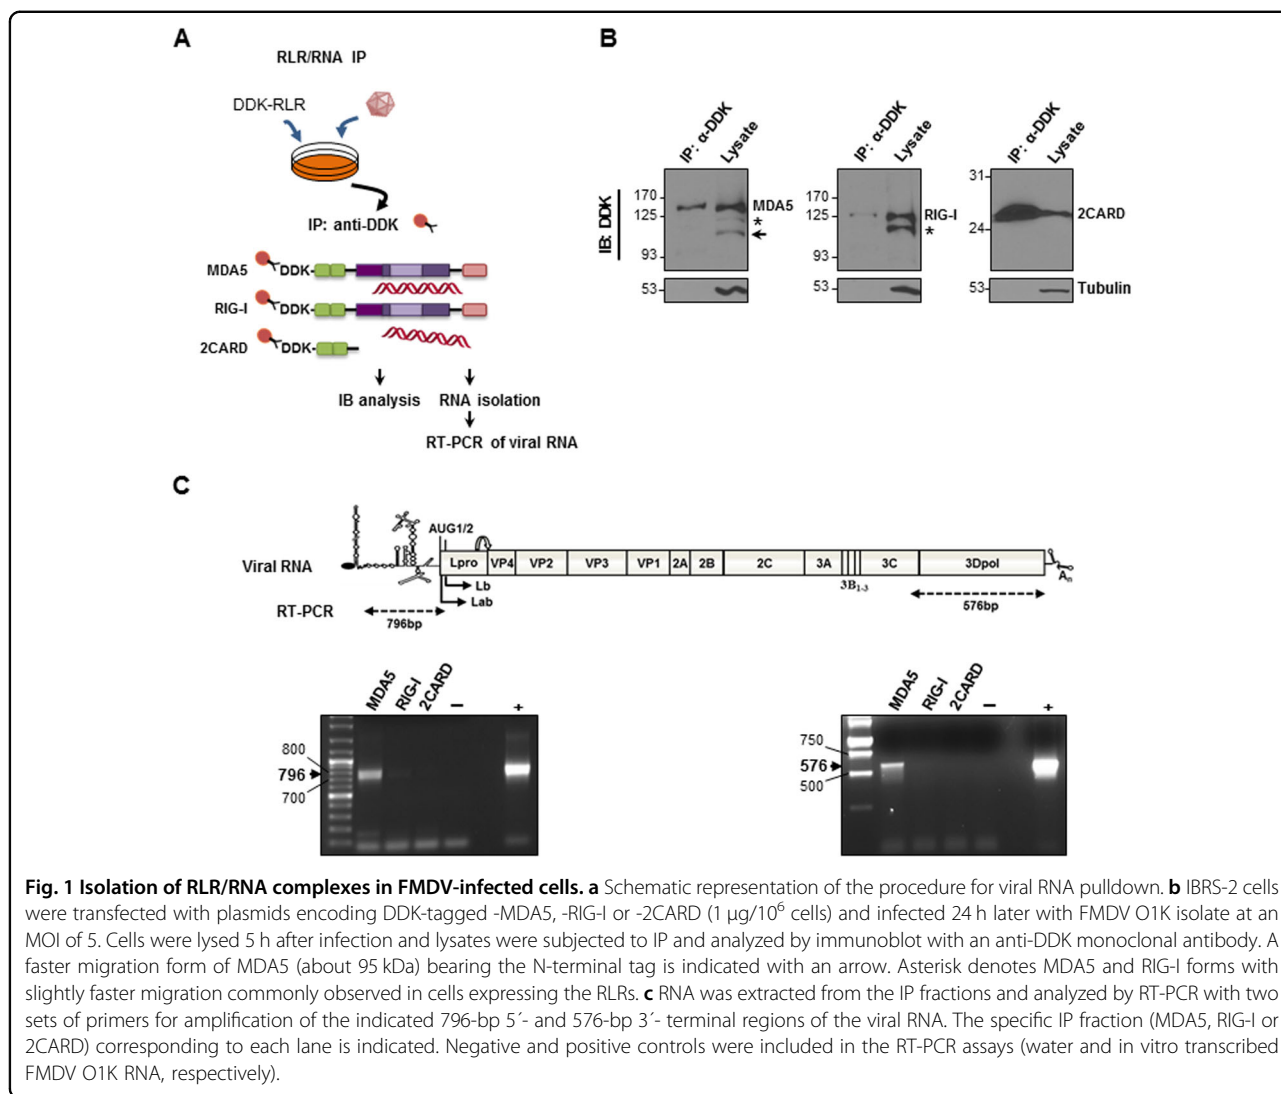 A
RLR/RNA IP
DDK-RLR
IP: anti-DDK
MDA5 DDK-
RIG-I DDK-
2CARD DDK-
IB analysis RNA isolation
RT-PCR of viral RNA
B
IP: α-DDK Lysate
IB: DDK
170
125
93
53
MDA5
*
IP: α-DDK Lysate
170
125
93
53
RIG-I
*
IP: α-DDK Lysate
31
24
53
2CARD
Tubulin
C
AUG1/2
Viral RNA Lpro VP4 VP2 VP3 VP1 2A 2B 2C 3A 3C 3Dpol An
3B1-3
Lb
Lab
RT-PCR 796bp 576bp
MDA5 RIG-I 2CARD – +
800
796
700
MDA5 RIG-I 2CARD – +
750
576
500
Fig. 1 Isolation of RLR/RNA complexes in FMDV-infected cells. a Schematic representation of the procedure for viral RNA pulldown. b IBRS-2 cells
were transfected with plasmids encoding DDK-tagged -MDA5, -RIG-I or -2CARD (1 µg/10⁶ cells) and infected 24 h later with FMDV O1K isolate at an
MOI of 5. Cells were lysed 5 h after infection and lysates were subjected to IP and analyzed by immunoblot with an anti-DDK monoclonal antibody. A
faster migration form of MDA5 (about 95 kDa) bearing the N-terminal tag is indicated with an arrow. Asterisk denotes MDA5 and RIG-I forms with
slightly faster migration commonly observed in cells expressing the RLRs. c RNA was extracted from the IP fractions and analyzed by RT-PCR with two
sets of primers for amplification of the indicated 796-bp 5´- and 576-bp 3´- terminal regions of the viral RNA. The specific IP fraction (MDA5, RIG-I or
2CARD) corresponding to each lane is indicated. Negative and positive controls were included in the RT-PCR assays (water and in vitro transcribed
FMDV O1K RNA, respectively).